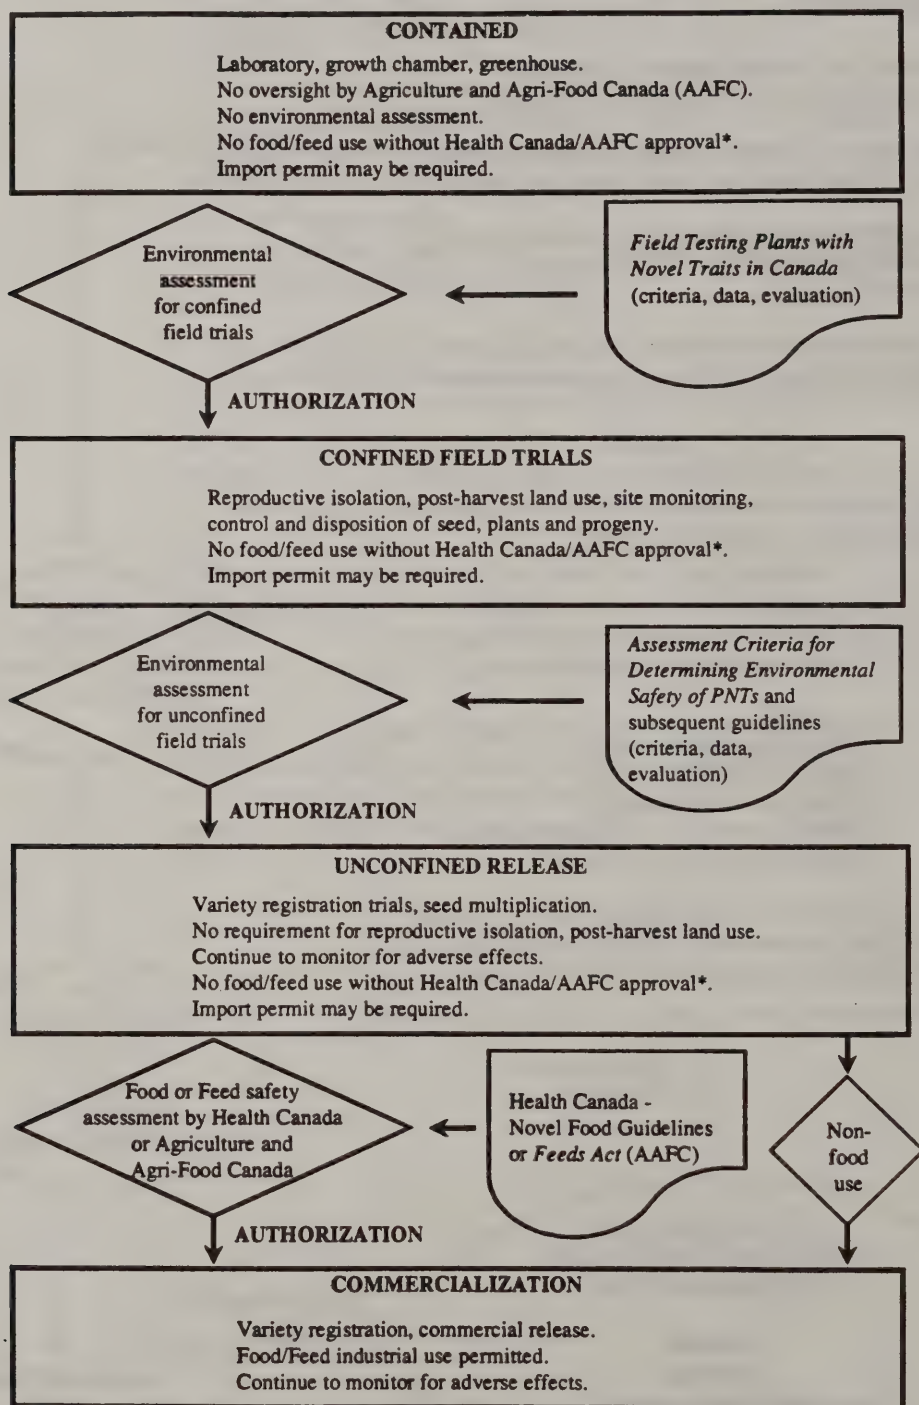 CONTAINED
Laboratory, growth chamber, greenhouse.
No oversight by Agriculture and Agri-Food Canada (AAFC).
No environmental assessment.
No food/feed use without Health Canada/AAFC approval*.
Import permit may be required.
Environmental
assessment
for confined
field trials
Field Testing Plants with
Novel Traits in Canada
(criteria, data, evaluation)
AUTHORIZATION
CONFINED FIELD TRIALS
Reproductive isolation, post-harvest land use, site monitoring,
control and disposition of seed, plants and progeny.
No food/feed use without Health Canada/AAFC approval*.
Import permit may be required.
Environmental
assessment
for unconfined
field trials
Assessment Criteria for
Determining Environmental
Safety of PNTs and
subsequent guidelines
(criteria, data,
evaluation)
AUTHORIZATION
UNCONFINED RELEASE
Variety registration trials, seed multiplication.
No requirement for reproductive isolation, post-harvest land use.
Continue to monitor for adverse effects.
No food/feed use without Health Canada/AAFC approval*.
Import permit may be required.
Food or Feed safety
assessment by Health Canada
or Agriculture and
Agri-Food Canada
Health Canada -
Novel Food Guidelines
or Feeds Act (AAFC)
Non-
food
use
AUTHORIZATION
COMMERCIALIZATION
Variety registration, commercial release.
Food/Feed industrial use permitted.
Continue to monitor for adverse effects.